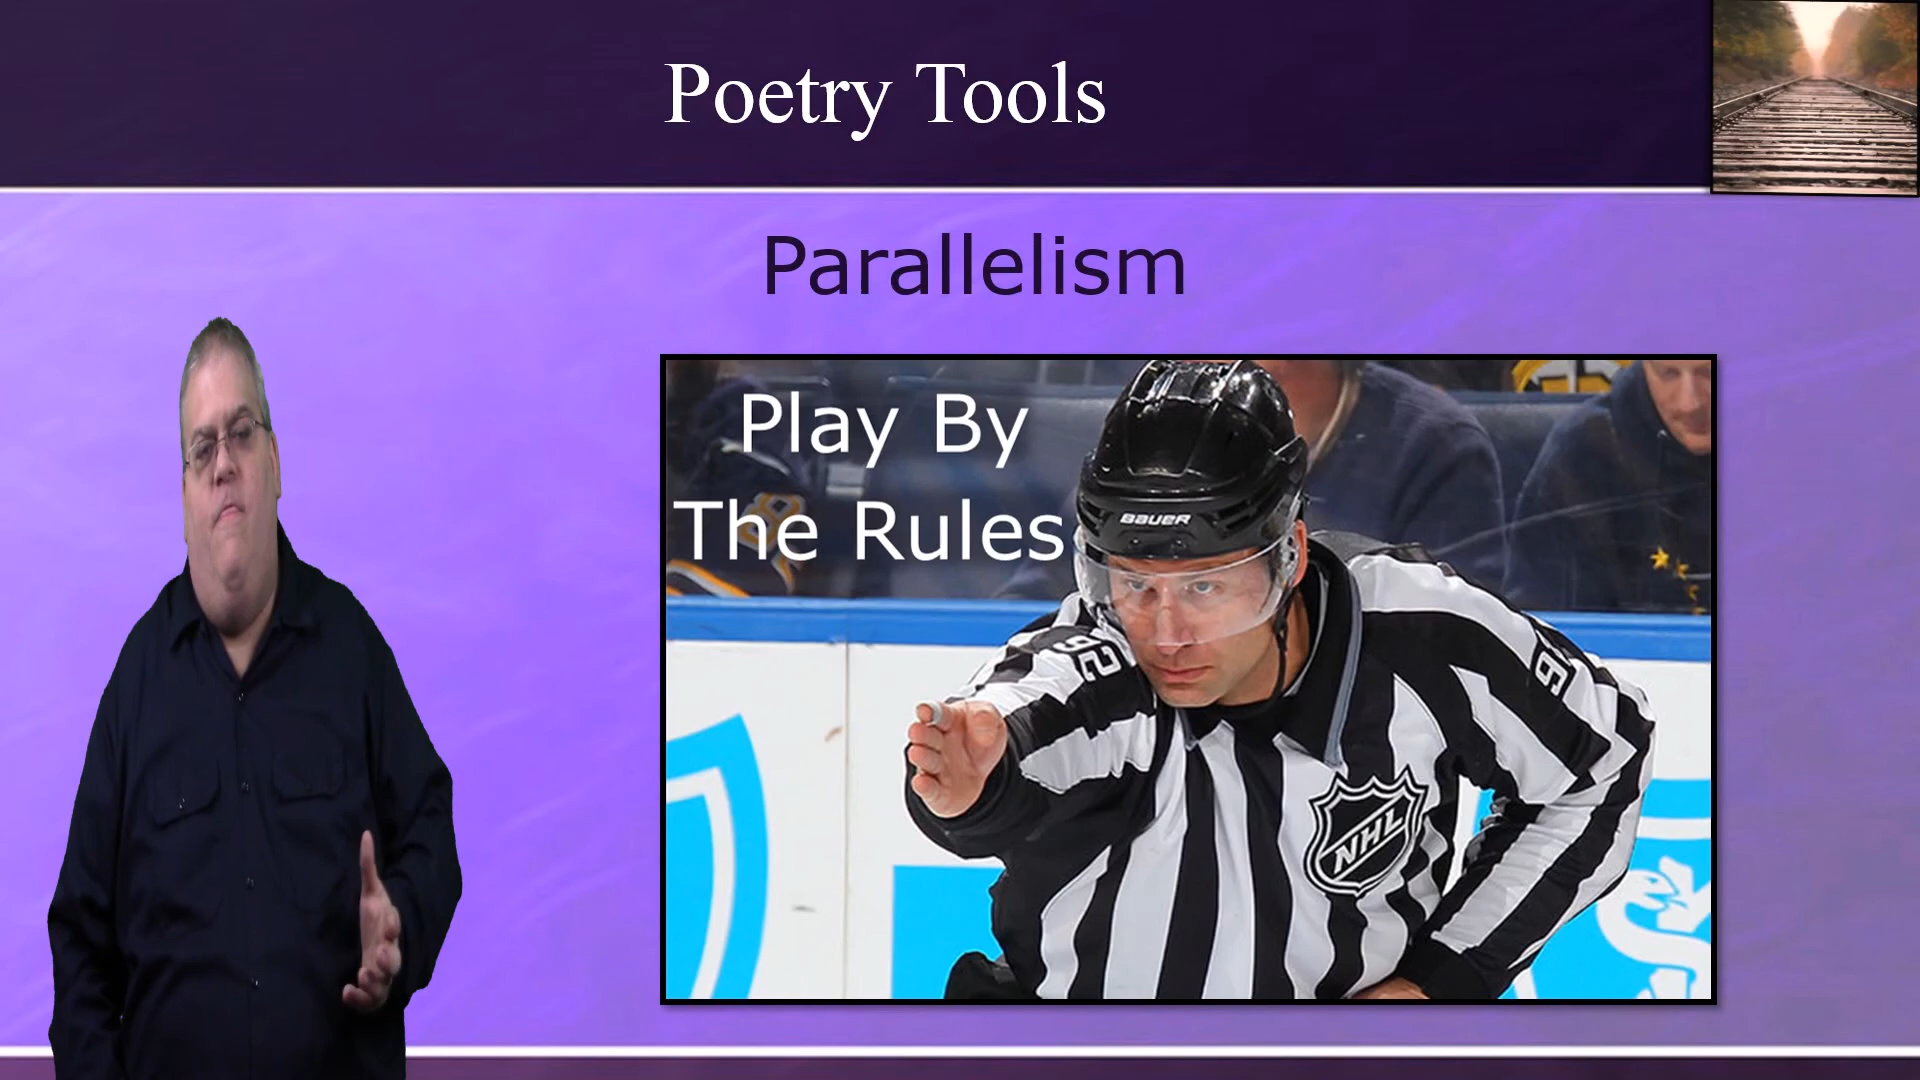 Poetry Tools
Parallelism
Play By
The Rules
BAUER
92
92
NHL